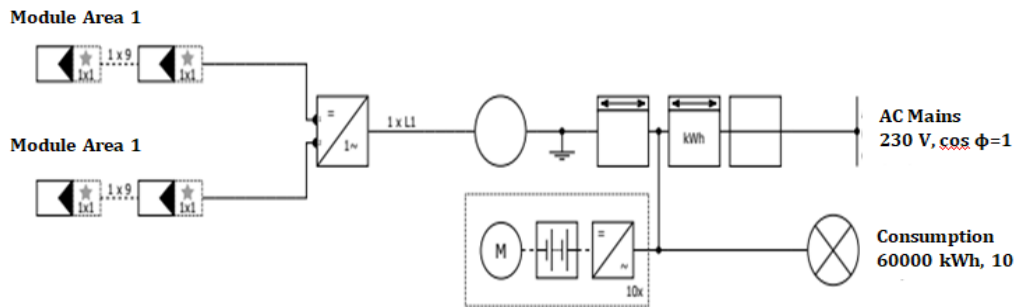 Module Area 1
1 x 9
1x1
1x1
1 x L1
=
1~
kWh
AC Mains
230 V, cos ϕ=1
Module Area 1
1 x 9
1x1
1x1
M
=
~
10x
Consumption
60000 kWh, 10